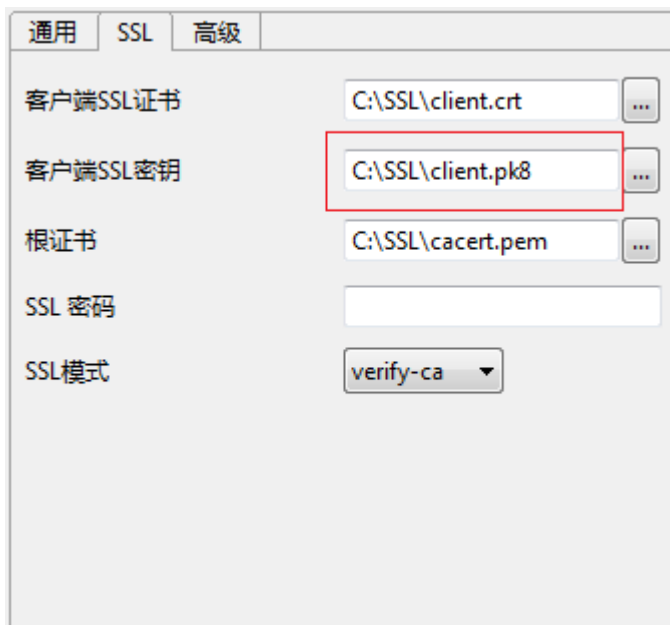 通用 SSL 高级
客户端SSL证书 C:\SSL\client.crt ...
客户端SSL密钥 C:\SSL\client.pk8 ...
根证书 C:\SSL\cacert.pem ...
SSL 密码
SSL模式 verify-ca